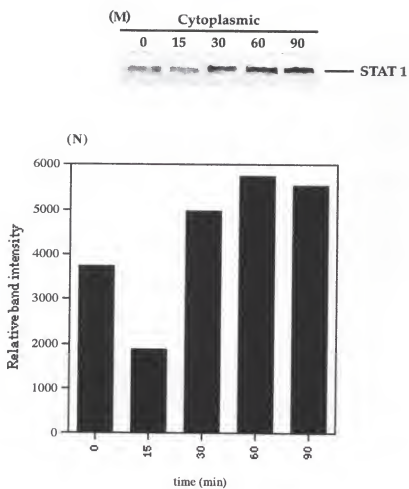 (M) Cytoplasmic
0 15 30 60 90
STAT 1
(N)
6000
5000
4000
3000
2000
1000
0
Relative band intensity
0 15 30 60 90
time (min)